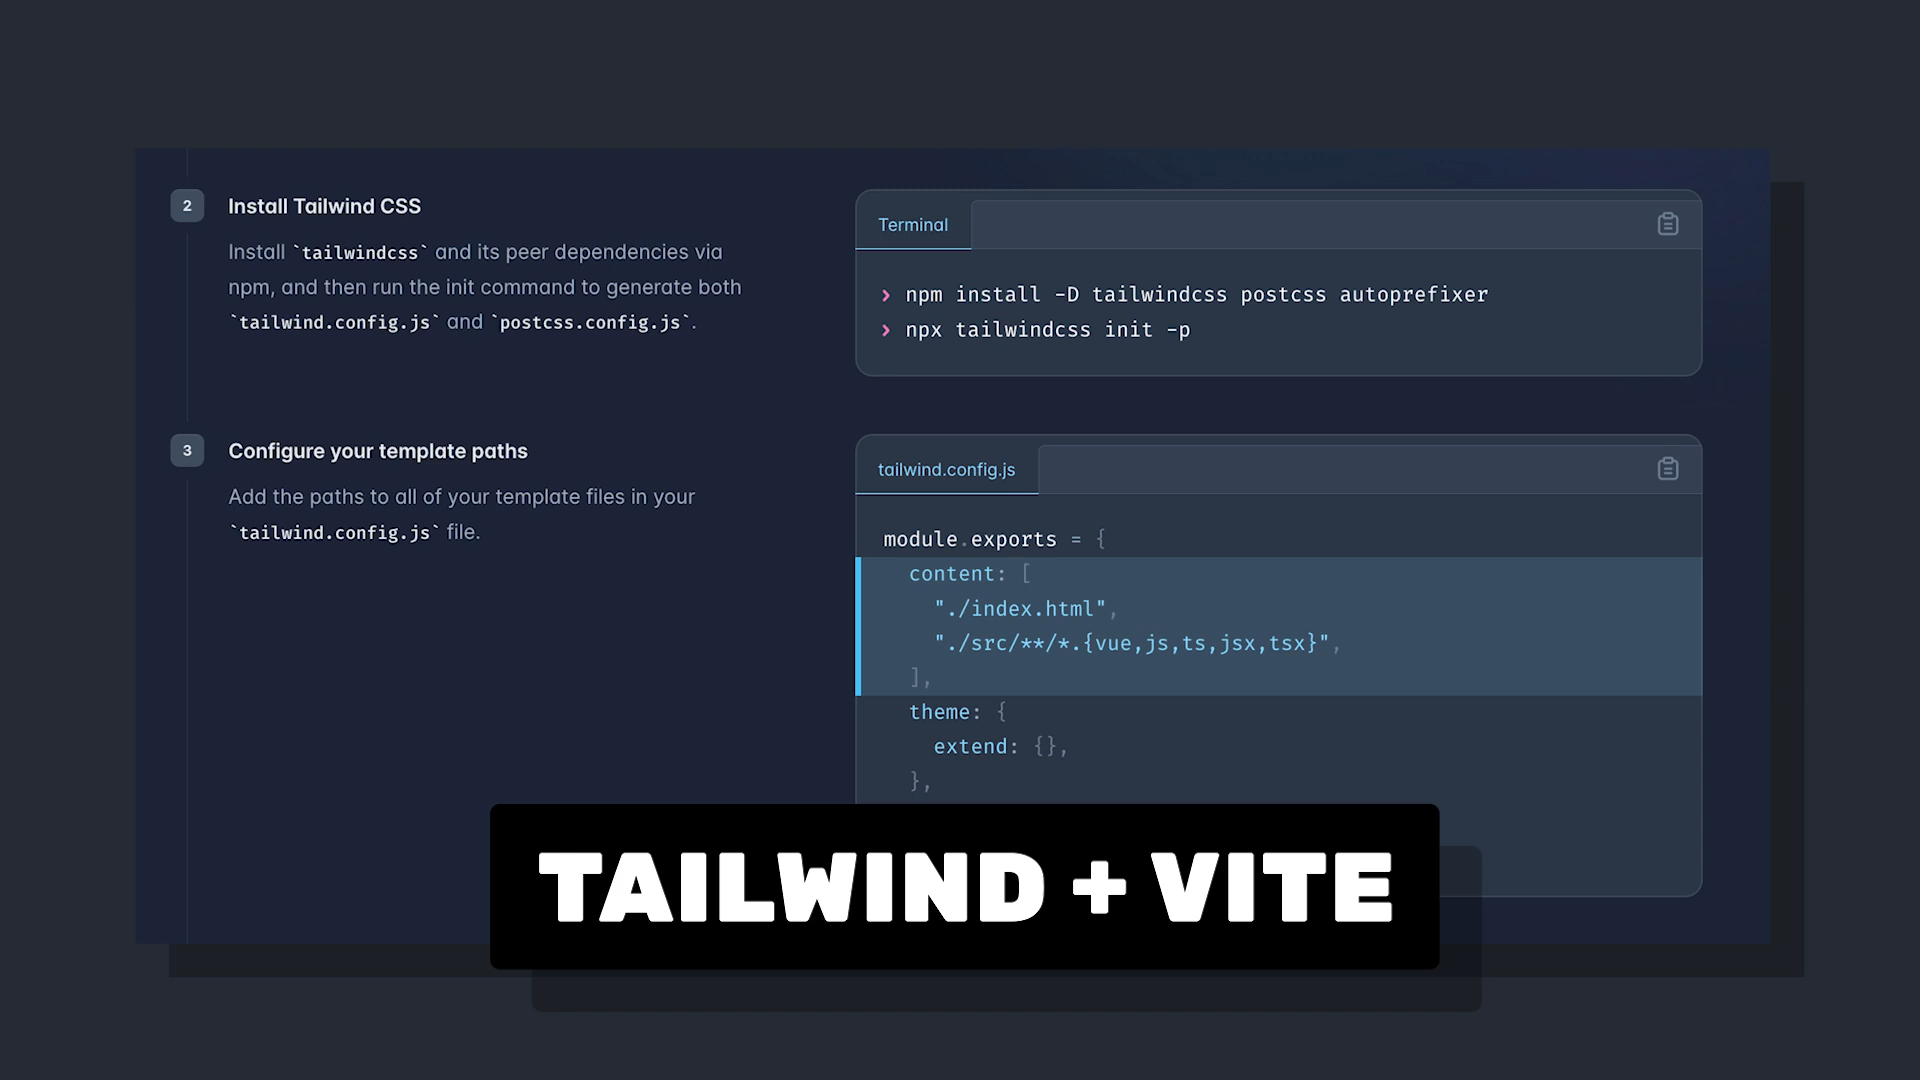 2
Install Tailwind CSS
Install `tailwindcss` and its peer dependencies via
npm, and then run the init command to generate both
`tailwind.config.js` and `postcss.config.js`.
Terminal
› npm install -D tailwindcss postcss autoprefixer
› npx tailwindcss init -p
3
Configure your template paths
Add the paths to all of your template files in your
`tailwind.config.js` file.
tailwind.config.js
module.exports = {
content: [
"./index.html",
"./src/**/*.{vue,js,ts,jsx,tsx}",
],
theme: {
extend: {},
},
TAILWIND + VITE